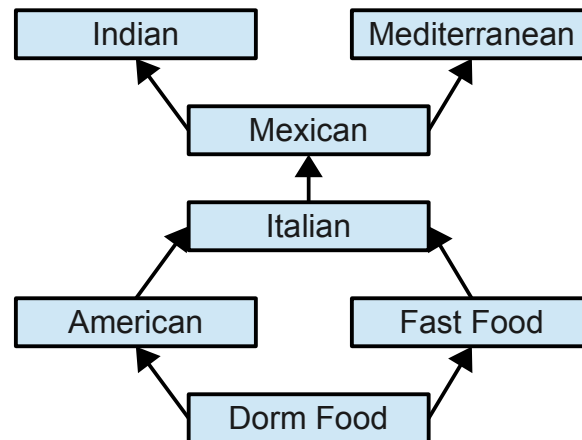 Indian
Mediterranean
Mexican
Italian
American
Fast Food
Dorm Food